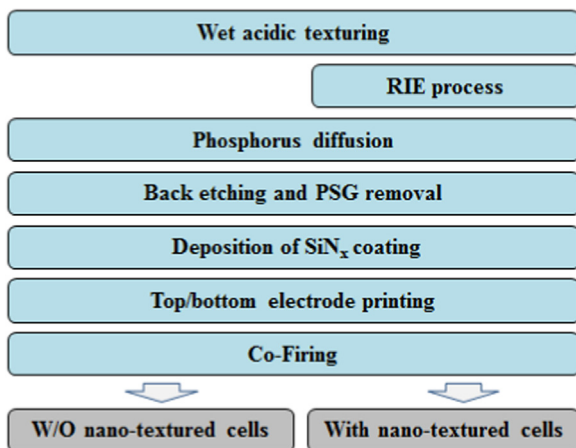 Wet acidic texturing
RIE process
Phosphorus diffusion
Back etching and PSG removal
Deposition of SiNx coating
Top/bottom electrode printing
Co-Firing
W/O nano-textured cells
With nano-textured cells